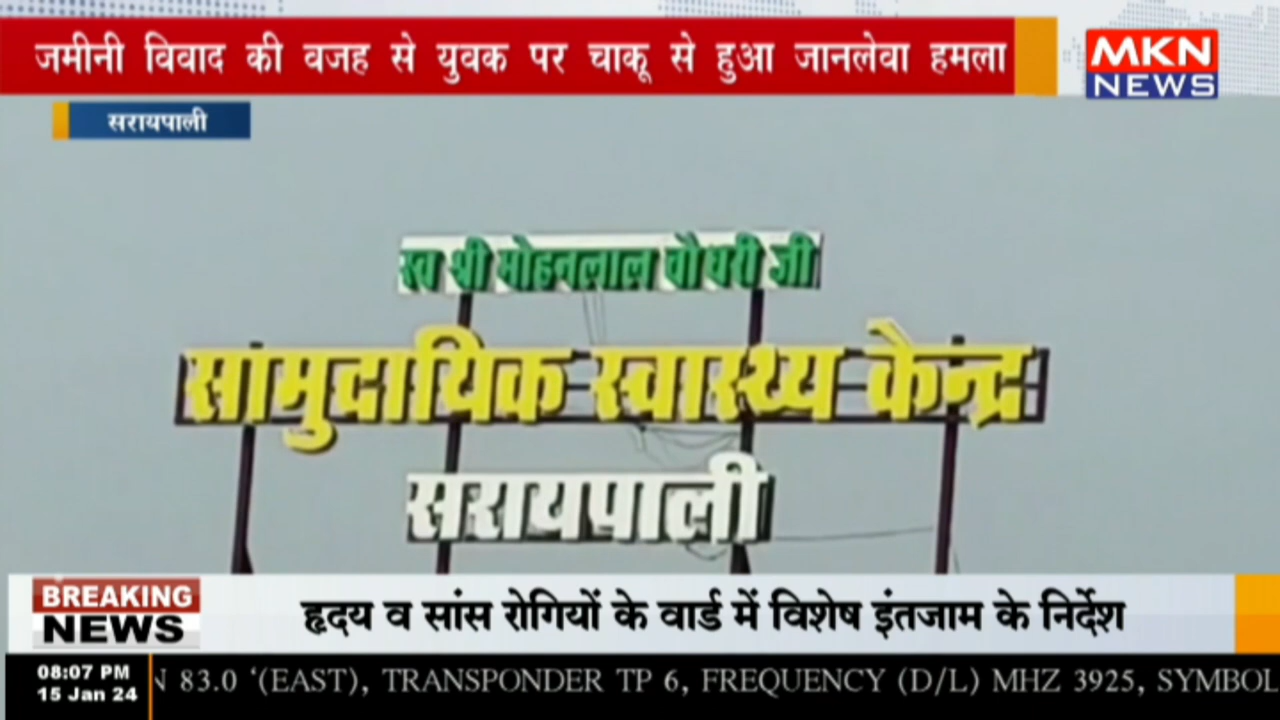 जमीनी विवाद की वजह से युवक पर चाकू से हुआ जानलेवा हमला
MKN
NEWS
सरायपाली
स्व श्री मोहनलाल चौधरी जी
सामुदायिक स्वास्थ्य केन्द्र
सरायपाली
BREAKING
NEWS
हृदय व सांस रोगियों के वार्ड में विशेष इंतजाम के निर्देश
08:07 PM
15 Jan 24
N 83.0 ‘(EAST), TRANSPONDER TP 6, FREQUENCY (D/L) MHZ 3925, SYMBOL